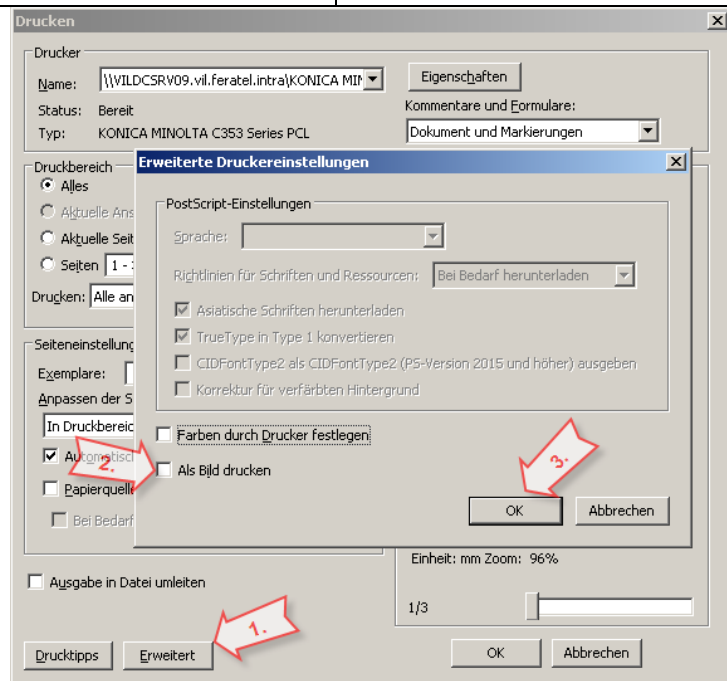 Drucken
Drucker
Name: \\VILDCSRV09.vil.feratel.intra\KONICA MIN
Eigenschaften
Status: Bereit
Kommentare und Formulare:
Typ: KONICA MINOLTA C353 Series PCL
Dokument und Markierungen
Druckbereich
Alles
Aktuelle Ans
Aktuelle Seit
Seiten 1 -
Drucken: Alle an
Seiteneinstellung
Exemplare:
Anpassen der S
In Druckbereic
Automatisch
Papierquelle
Bei Bedarf
Erweiterte Druckereinstellungen
PostScript-Einstellungen
Sprache:
Richtlinien für Schriften und Ressourcen: Bei Bedarf herunterladen
Asiatische Schriften herunterladen
TrueType in Type 1 konvertieren
CIDFontType2 als CIDFontType2 (PS-Version 2015 und höher) ausgeben
Korrektur für verfärbten Hintergrund
Farben durch Drucker festlegen
2.
Als Bild drucken
3.
OK Abbrechen
Einheit: mm Zoom: 96%
Ausgabe in Datei umleiten
1/3
1.
Drucktipps Erweitert
OK Abbrechen